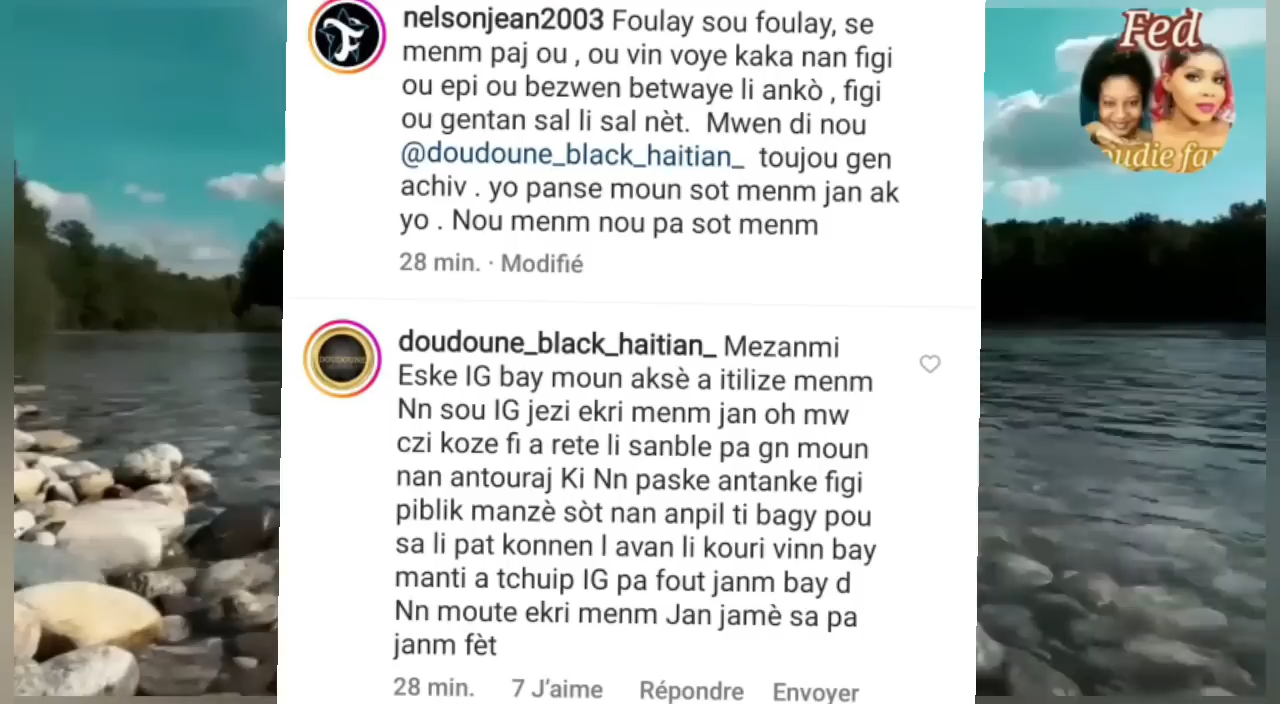 Fed
nelsonjean2003 Foulay sou foulay, se
menm paj ou , ou vin voye kaka nan figi
ou epi ou bezwen betwaye li ankò , figi
ou gentan sal li sal nèt. Mwen di nou
@doudoune_black_haitian_ toujou gen
achiv . yo panse moun sot menm jan ak
yo . Nou menm nou pa sot menm
28 min. · Modifié
doudoune_black_haitian_ Mezanmi
Eske IG bay moun aksè a itilize menm
Nn sou IG jezi ekri menm jan oh mw
czi koze fi a rete li sanble pa gn moun
nan antouraj Ki Nn paske antanke figi
piblik manzè sòt nan anpil ti bagy pou
sa li pat konnen l avan li kouri vinn bay
manti a tchuip IG pa fout janm bay d
Nn moute ekri menm Jan jamè sa pa
janm fèt
28 min. 7 J'aime Répondre Envoyer